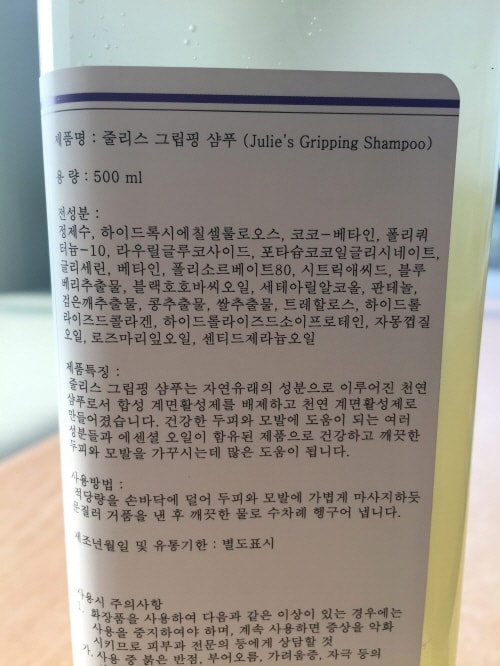 제품명 : 줄리스 그립핑 샴푸 (Julie's Gripping Shampoo)
용 량 : 500 ml
전성분 :
정제수, 하이드록시에칠셀룰로오스, 코코-베타인, 폴리쿼
터늄-10, 라우릴글루코사이드, 포타슘코코일글리시네이트,
글리세린, 베타인, 폴리소르베이트80, 시트릭애씨드, 블루
베리추출물, 블랙호호바씨오일, 세테아릴알코올, 판테놀,
검은깨추출물, 콩추출물, 쌀추출물, 트레할로스, 하이드롤
라이즈드콜라겐, 하이드롤라이즈드소이프로테인, 자몽껍질
오일, 로즈마리잎오일, 센티드제라늄오일
제품특징 :
줄리스 그립핑 샴푸는 자연유래의 성분으로 이루어진 천연
샴푸로서 합성 계면활성제를 배제하고 천연 계면활성제로
만들어졌습니다. 건강한 두피와 모발에 도움이 되는 여러
성분들과 에센셜 오일이 함유된 제품으로 건강하고 깨끗한
두피와 모발을 가꾸시는데 많은 도움이 됩니다.
사용방법 :
적당량을 손바닥에 덜어 두피와 모발에 가볍게 마사지하듯
문질러 거품을 낸 후 깨끗한 물로 수차례 헹구어 냅니다.
제조년월일 및 유통기한 : 별도표시
사용시 주의사항
1. 화장품을 사용하여 다음과 같은 이상이 있는 경우에는
사용을 중지하여야 하며, 계속 사용하면 증상을 악화
시키므로 피부과 전문의 등에게 상담할 것
가. 사용 중 붉은 반점, 부어오름, 가려움증, 자극 등의